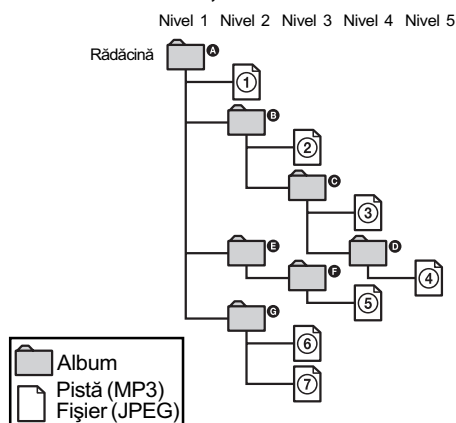 Nivel 1 Nivel 2 Nivel 3 Nivel 4 Nivel 5
Rădăcină A
1
B
2
C
3
E D
F 4
5
G
6
7
Album
Pistă (MP3)
Fişier (JPEG)